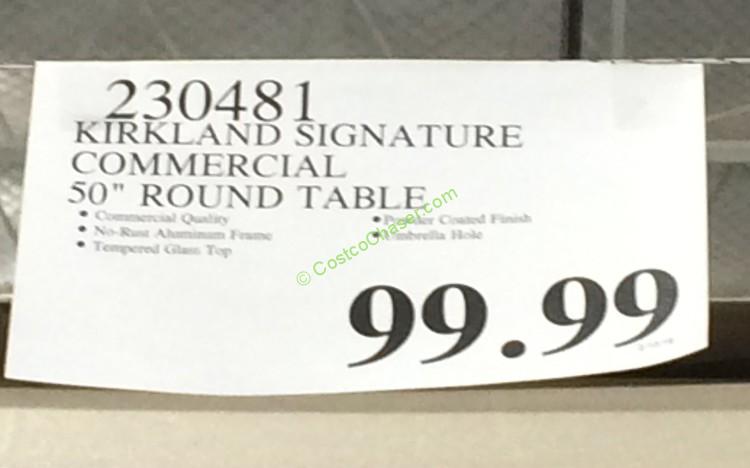 230481
KIRKLAND SIGNATURE
COMMERCIAL
50" ROUND TABLE
• Commercial Quality
• No-Rust Aluminum Frame
• Tempered Glass Top
• Powder Coated Finish
• Umbrella Hole
© CostcoChaser.com
99.99